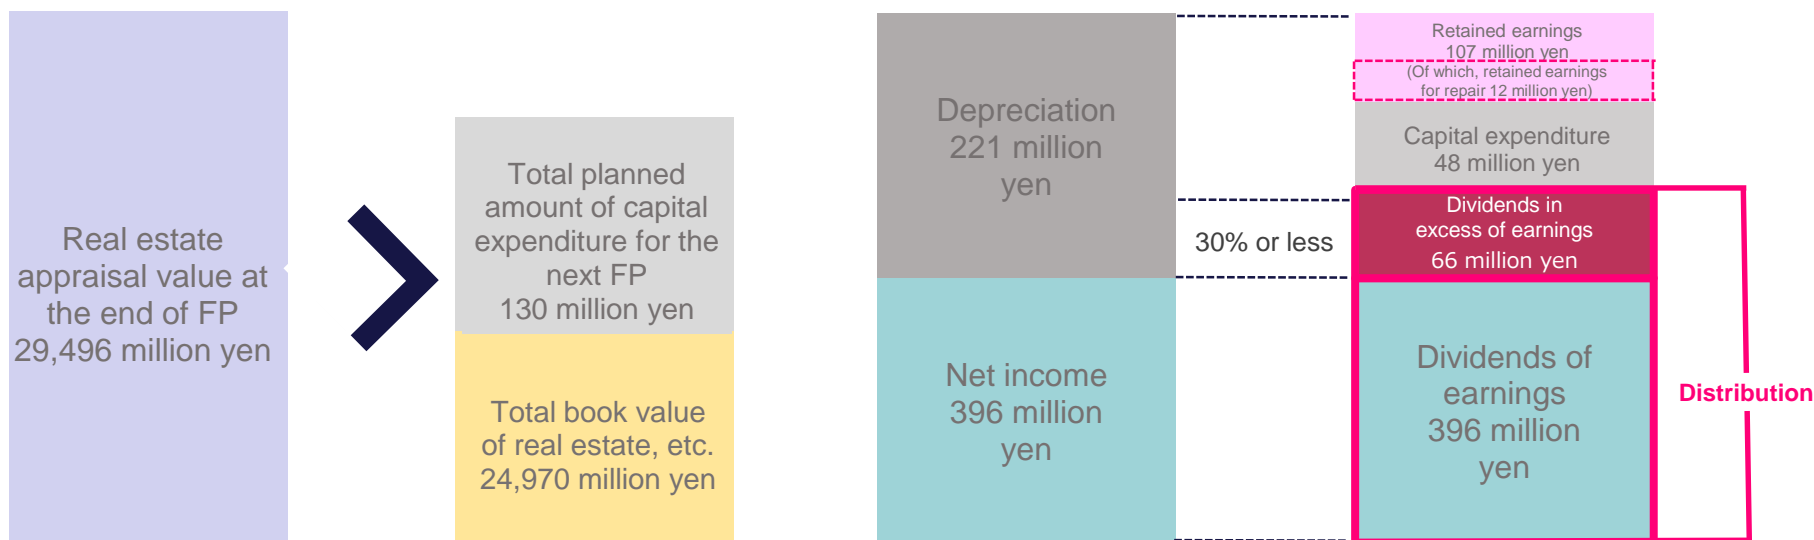 Real estate
appraisal value at
the end of FP
29,496 million yen
Total planned
amount of capital
expenditure for the
next FP
130 million yen
Total book value
of real estate, etc.
24,970 million yen
Depreciation
221 million
yen
Net income
396 million
yen
30% or less
Retained earnings
107 million yen
(Of which, retained earnings
for repair 12 million yen)
Capital expenditure
48 million yen
Dividends in
excess of earnings
66 million yen
Dividends of
earnings
396 million
yen
Distribution